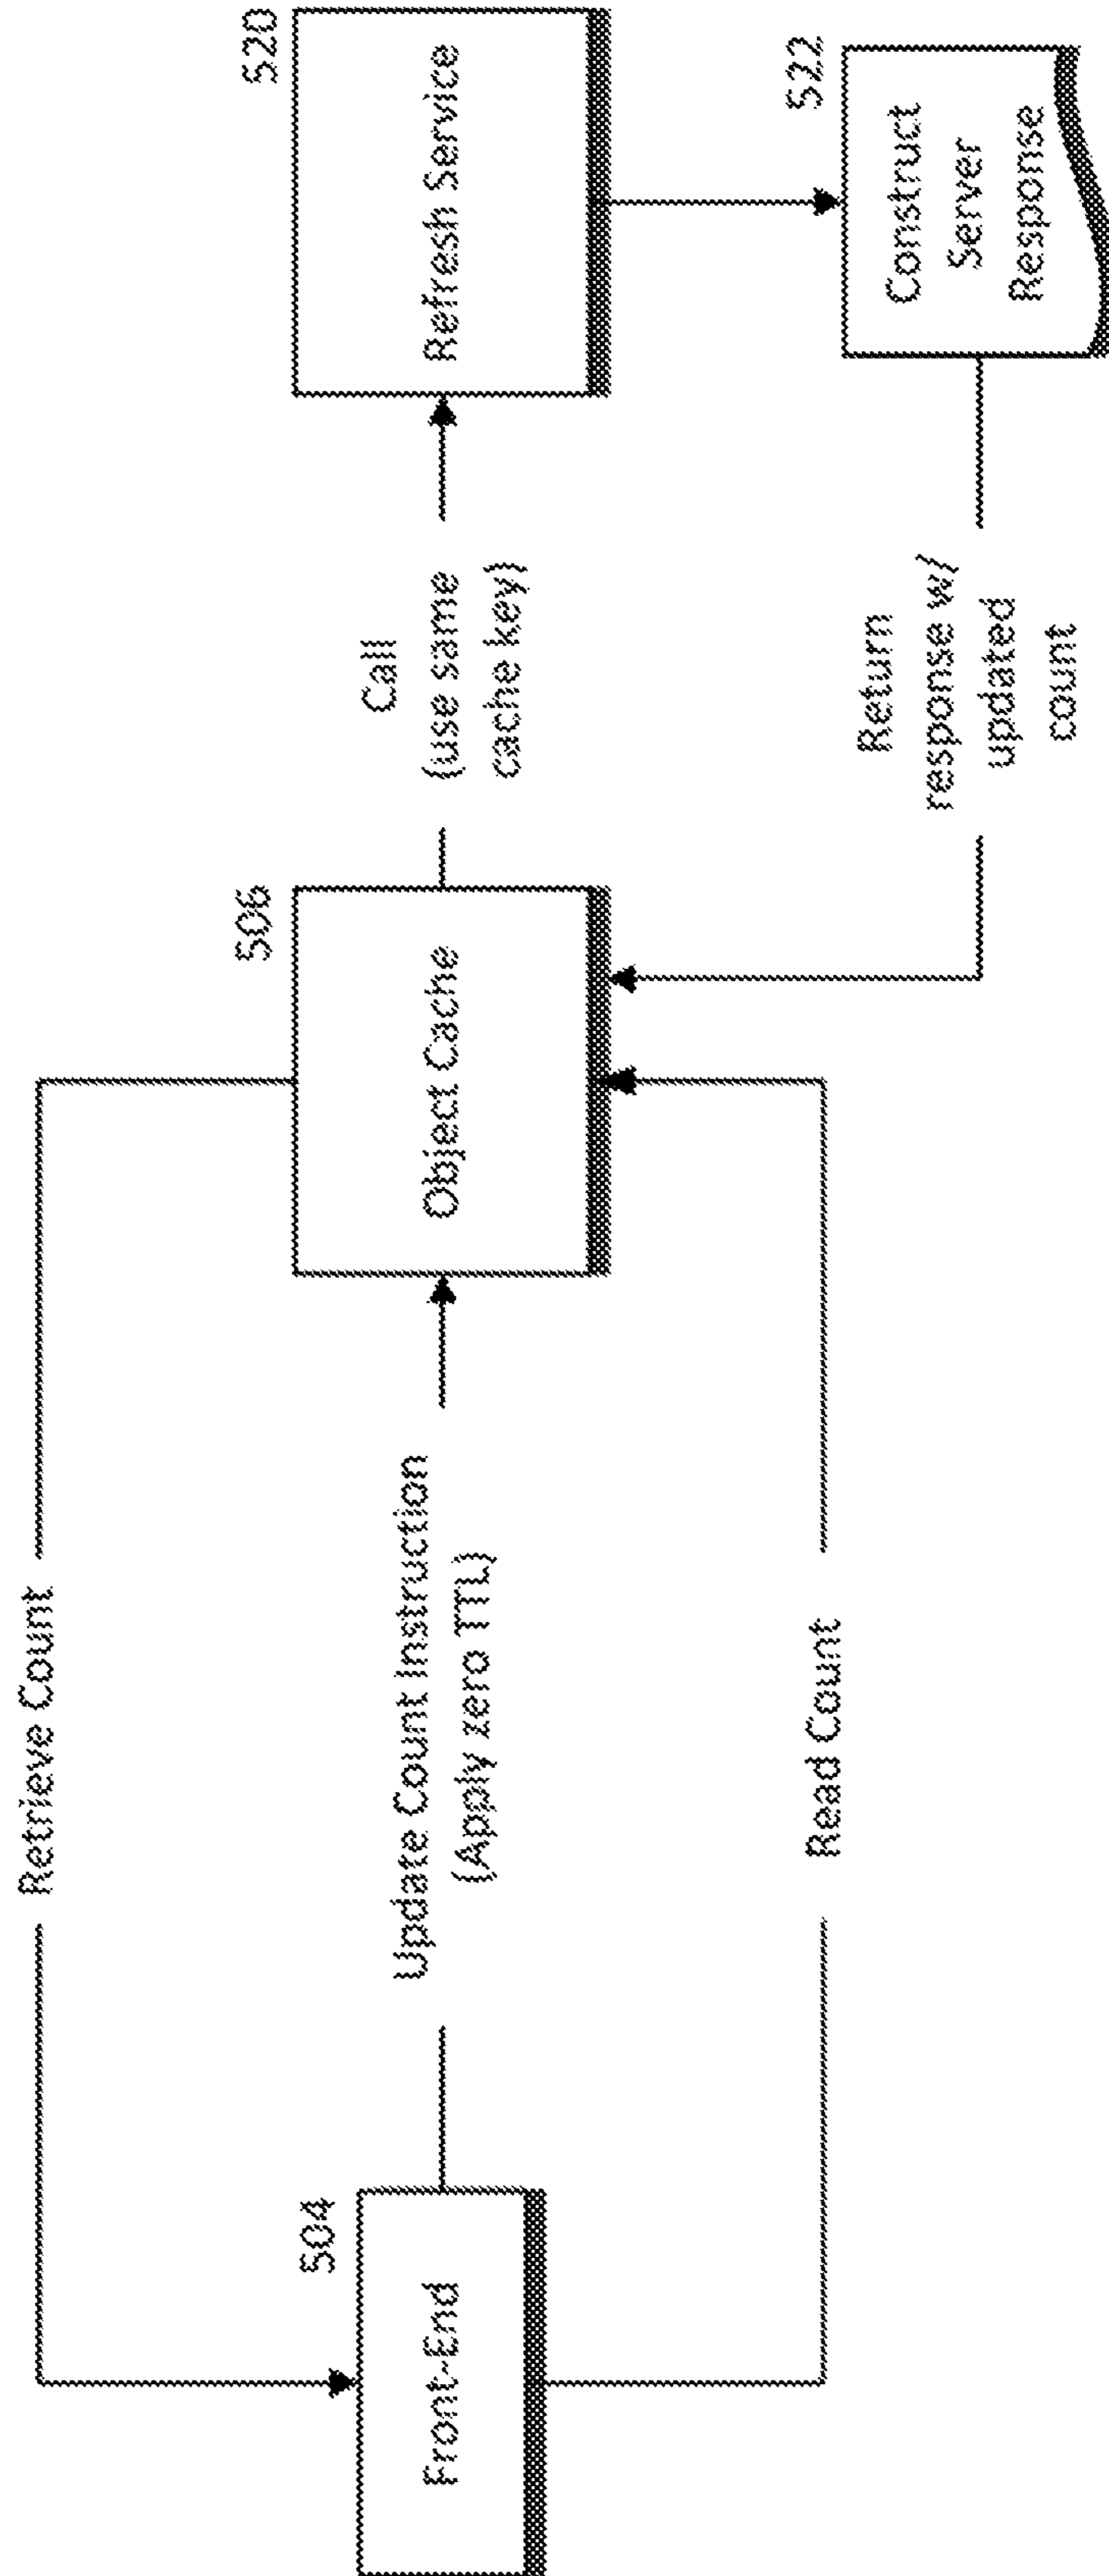 Retrieve Count
504
Front-End
Update Count Instruction
(Apply zero TTL)
Read Count
506
Object Cache
Call
(use same
cache key)
Return
response w/
updated
count
520
Refresh Service
522
Construct
Server
Response